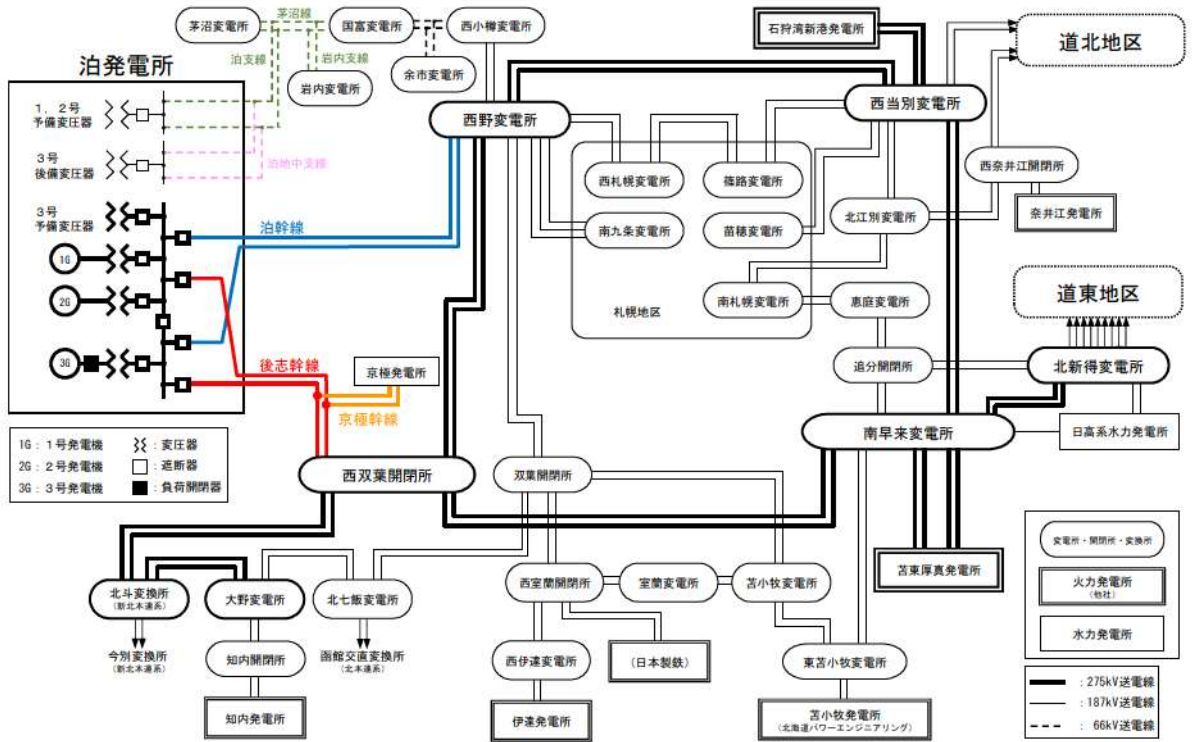 茅沼変電所
茅沼線
国富変電所
西小樽変電所
石狩湾新港発電所
道北地区
泊支線
岩内支線
余市変電所
岩内変電所
泊発電所
1，2号
予備変圧器
3号
後備変圧器
泊地中支線
3号
予備変圧器
1G
2G
3G
泊幹線
後志幹線
京極発電所
京極幹線
西野変電所
西当別変電所
西札幌変電所
篠路変電所
南九条変電所
苗穂変電所
南札幌変電所
札幌地区
北江別変電所
恵庭変電所
西奈井江開閉所
奈井江発電所
道東地区
追分開閉所
北新得変電所
南早来変電所
日高系水力発電所
1G：1号発電機
：変圧器
2G：2号発電機
：遮断器
3G：3号発電機
：負荷開閉器
西双葉開閉所
双葉開閉所
苫東厚真発電所
北斗変換所
(新北本連系)
大野変電所
北七飯変電所
西室蘭開閉所
室蘭変電所
苫小牧変電所
今別変換所
(新北本連系)
知内開閉所
函館交直変換所
(北本連系)
西伊達変電所
(日本製鉄)
東苫小牧変電所
知内発電所
伊達発電所
苫小牧発電所
(北海道パワーエンジニアリング)
変電所・開閉所・変換所
火力発電所
(他社)
水力発電所
：275kV送電線
：187kV送電線
：66kV送電線